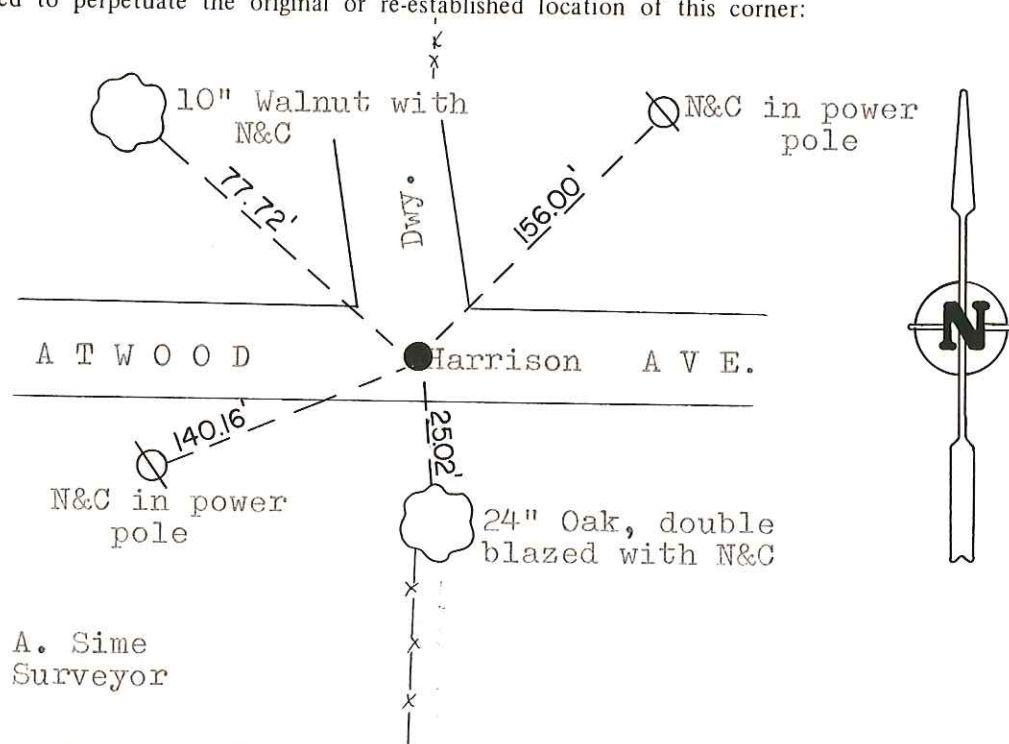 ed to perpetuate the original or re-established location of this corner:
10" Walnut with
N&C
N&C in power
pole
77.72'
Dwy.
156.00'
N
A T W O O D
Harrison
A V E.
140.16'
25.02'
N&C in power
pole
24" Oak, double
blazed with N&C
A. Sime
Surveyor